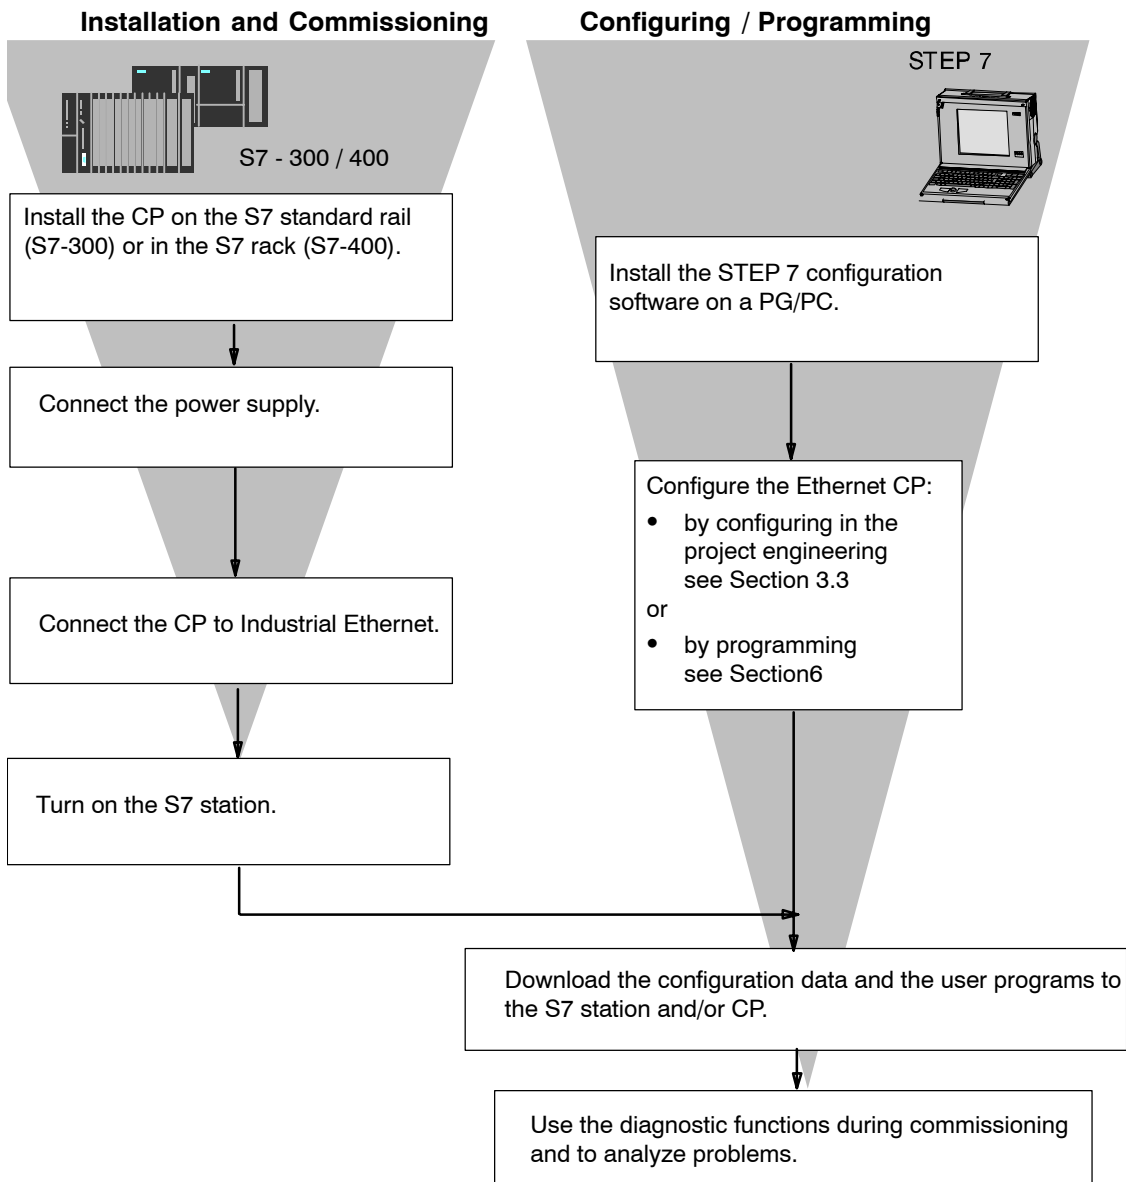 Installation and Commissioning
S7 - 300 / 400
Install the CP on the S7 standard rail
(S7-300) or in the S7 rack (S7-400).
Connect the power supply.
Connect the CP to Industrial Ethernet.
Turn on the S7 station.
Configuring / Programming
STEP 7
Install the STEP 7 configuration
software on a PG/PC.
Configure the Ethernet CP:
• by configuring in the
project engineering
see Section 3.3
or
• by programming
see Section6
Download the configuration data and the user programs to
the S7 station and/or CP.
Use the diagnostic functions during commissioning
and to analyze problems.